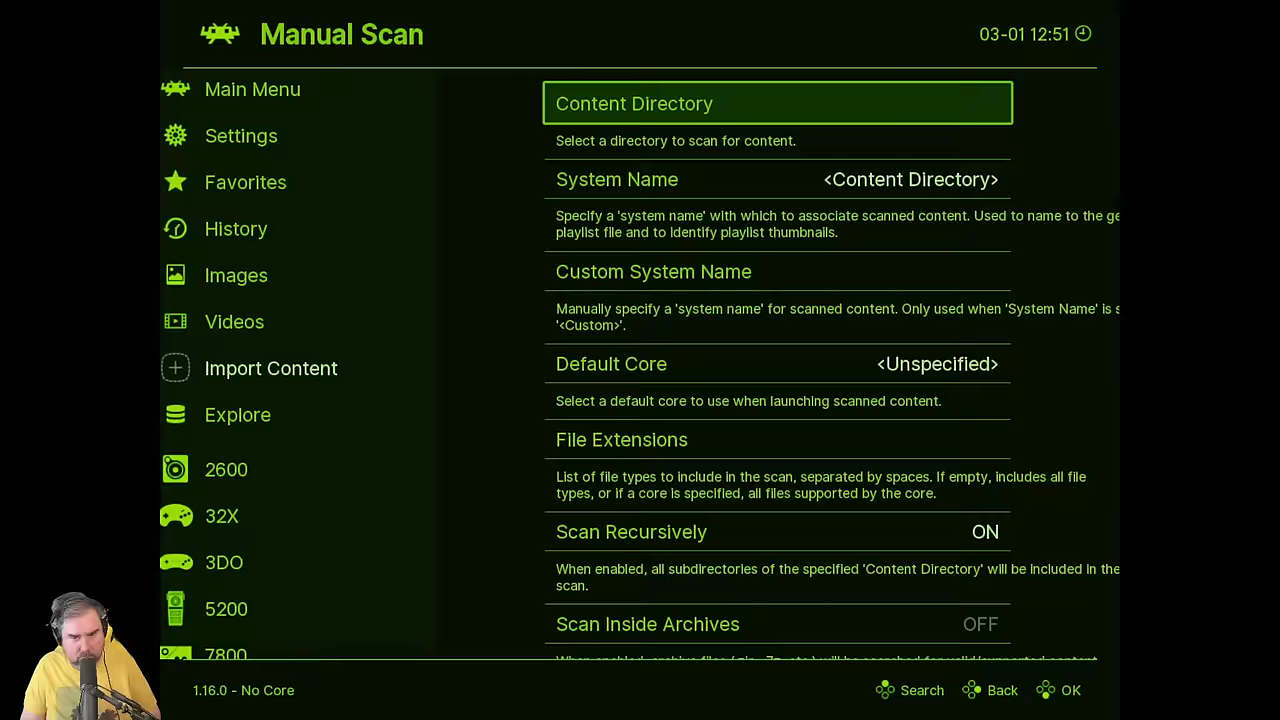 Manual Scan
03-01 12:51
Main Menu
Settings
Favorites
History
Images
Videos
Import Content
Explore
2600
32X
3DO
5200
7800
Content Directory
Select a directory to scan for content.
System Name <Content Directory>
Specify a 'system name' with which to associate scanned content. Used to name to the ge
playlist file and to identify playlist thumbnails.
Custom System Name
Manually specify a 'system name' for scanned content. Only used when 'System Name' is s
'<Custom>'.
Default Core <Unspecified>
Select a default core to use when launching scanned content.
File Extensions
List of file types to include in the scan, separated by spaces. If empty, includes all file
types, or if a core is specified, all files supported by the core.
Scan Recursively ON
When enabled, all subdirectories of the specified 'Content Directory' will be included in the
scan.
Scan Inside Archives OFF
1.16.0 - No Core
Search Back OK